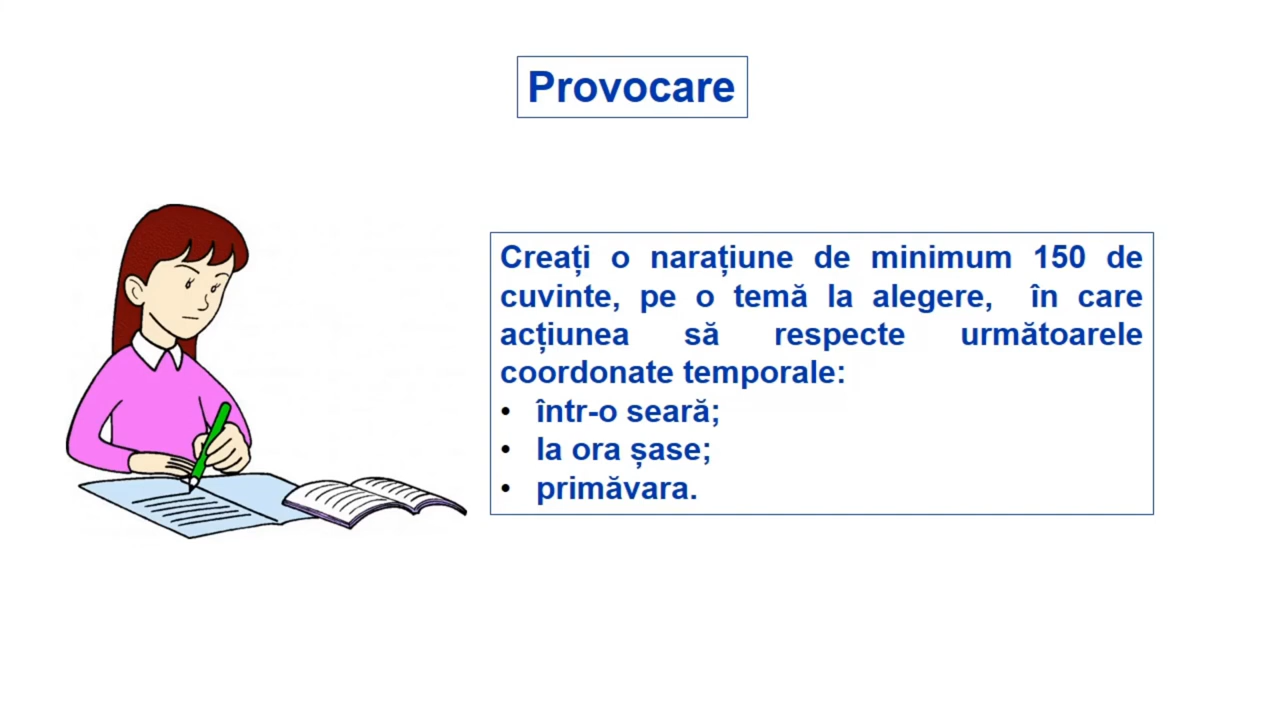 Provocare
Creați o narațiune de minimum 150 de
cuvinte, pe o temă la alegere, în care
acțiunea să respecte următoarele
coordonate temporale:
• într-o seară;
• la ora șase;
• primăvara.